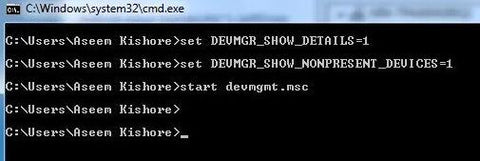 C:\Windows\system32\cmd.exe
C:\Users\Aseem Kishore>set DEVMGR_SHOW_DETAILS=1
C:\Users\Aseem Kishore>set DEVMGR_SHOW_NONPRESENT_DEVICES=1
C:\Users\Aseem Kishore>start devmgmt.msc
C:\Users\Aseem Kishore>
C:\Users\Aseem Kishore>_